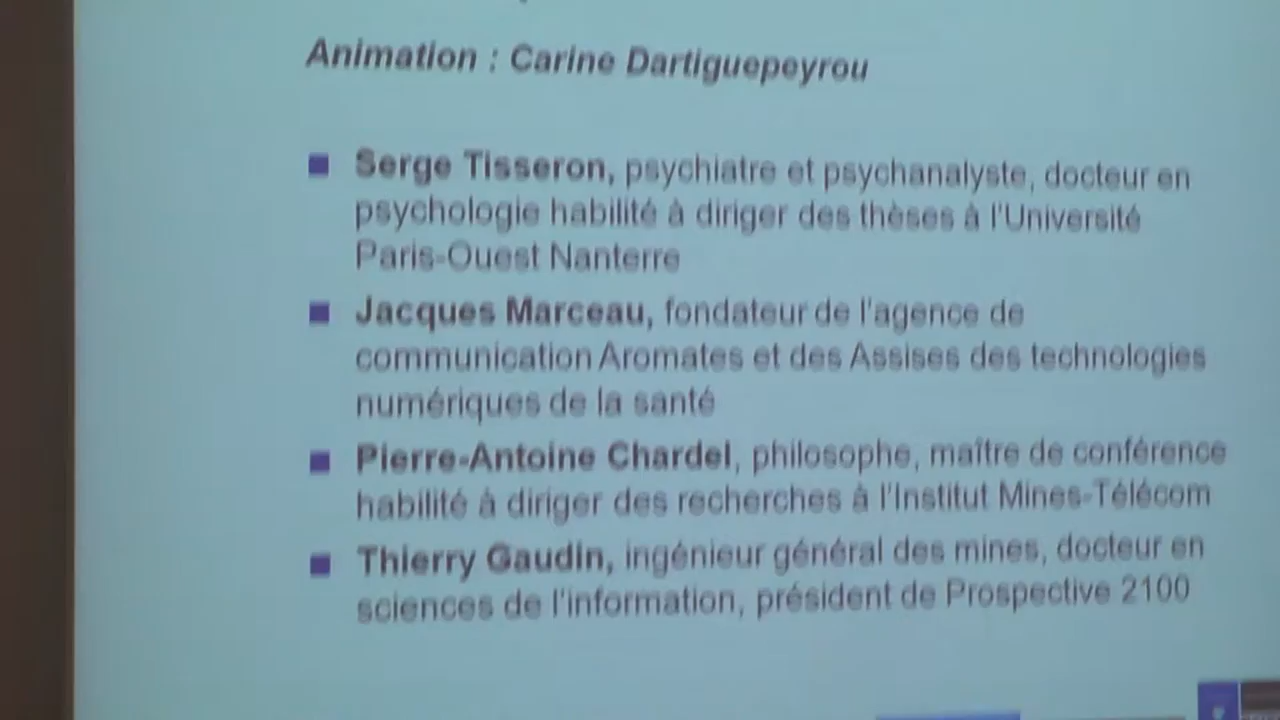 Animation : Carine Dartiguepeyrou
Serge Tisseron, psychiatre et psychanalyste, docteur en
psychologie habilité à diriger des thèses à l'Université
Paris-Ouest Nanterre
Jacques Marceau, fondateur de l'agence de
communication Aromates et des Assises des technologies
numériques de la santé
Pierre-Antoine Chardel, philosophe, maître de conférence
habilité à diriger des recherches à l'Institut Mines-Télécom
Thierry Gaudin, ingénieur général des mines, docteur en
sciences de l'information, président de Prospective 2100